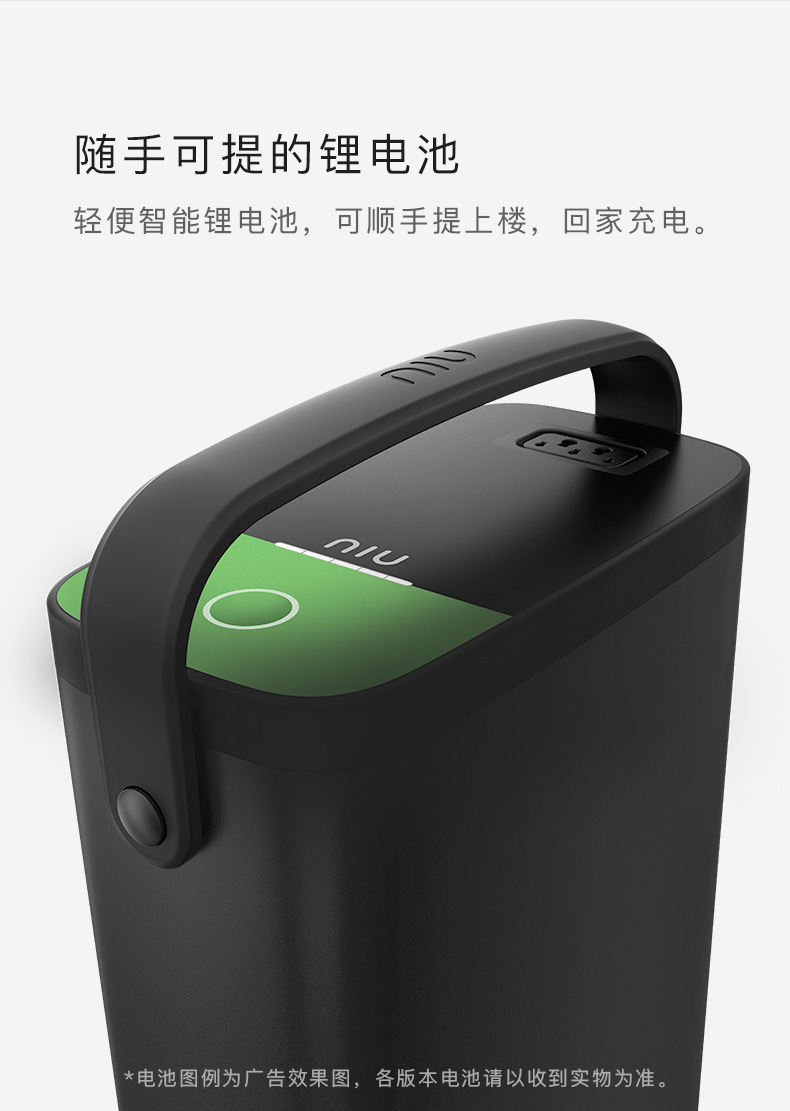 随手可提的锂电池
轻便智能锂电池，可顺手提上楼，回家充电。
NIU
NIU
*电池图例为广告效果图，各版本电池请以收到实物为准。